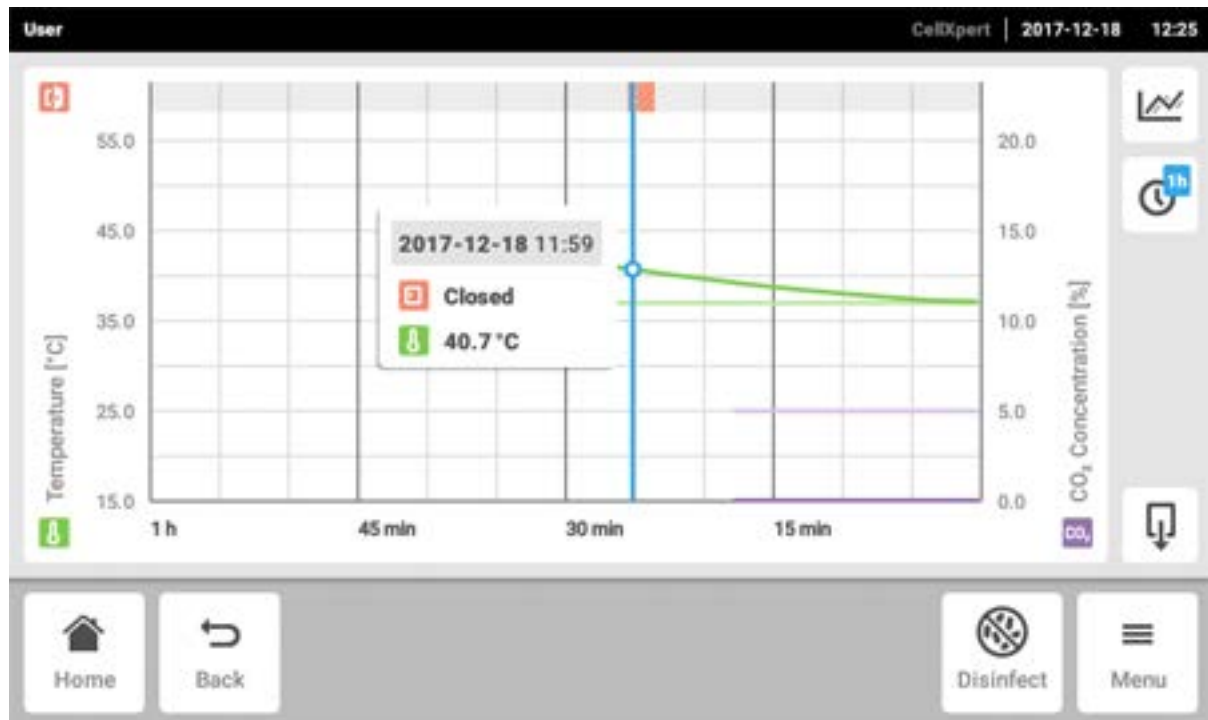 User
CellXpert | 2017-12-18 12:25
55.0
45.0
35.0
25.0
15.0
Temperature [°C]
2017-12-18 11:59
Closed
40.7 °C
20.0
15.0
10.0
5.0
0.0
CO₂ Concentration [%]
CO₂
1h
1 h
45 min
30 min
15 min
Home
Back
Disinfect
Menu